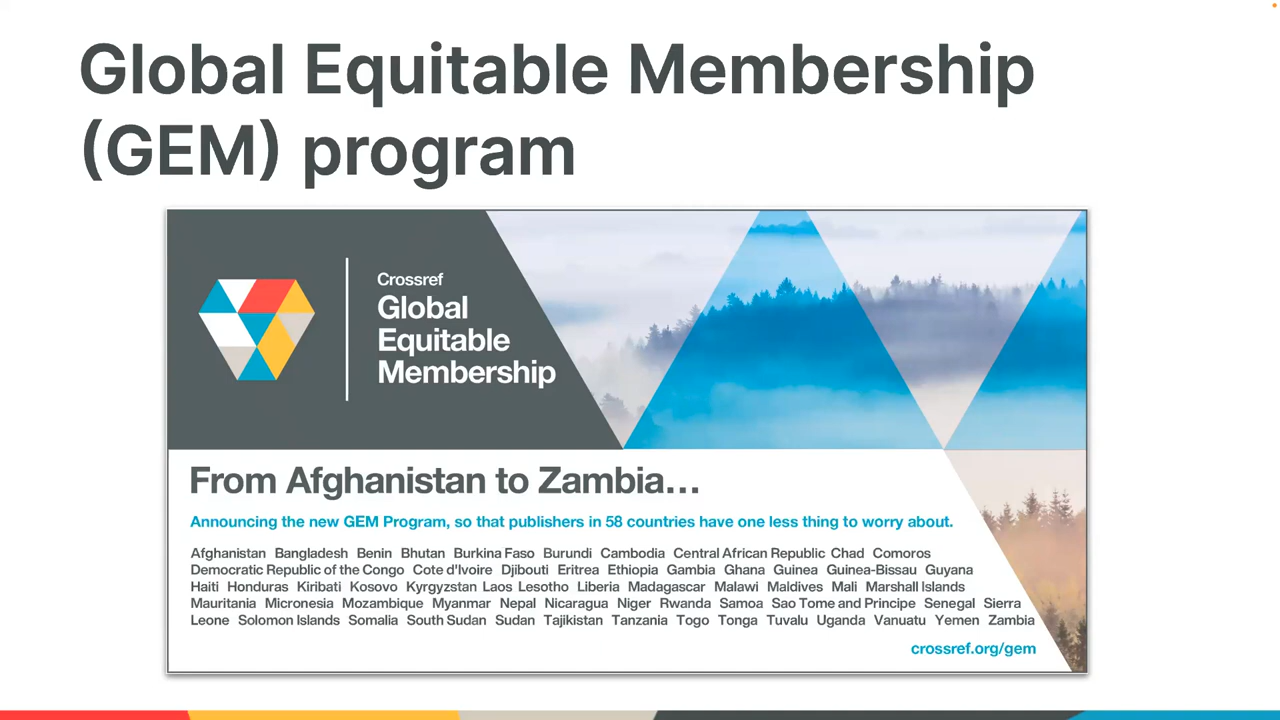 Global Equitable Membership
(GEM) program
Crossref
Global
Equitable
Membership
From Afghanistan to Zambia...
Announcing the new GEM Program, so that publishers in 58 countries have one less thing to worry about.
Afghanistan Bangladesh Benin Bhutan Burkina Faso Burundi Cambodia Central African Republic Chad Comoros
Democratic Republic of the Congo Cote d'Ivoire Djibouti Eritrea Ethiopia Gambia Ghana Guinea Guinea-Bissau Guyana
Haiti Honduras Kiribati Kosovo Kyrgyzstan Laos Lesotho Liberia Madagascar Malawi Maldives Mali Marshall Islands
Mauritania Micronesia Mozambique Myanmar Nepal Nicaragua Niger Rwanda Samoa Sao Tome and Principe Senegal Sierra
Leone Solomon Islands Somalia South Sudan Sudan Tajikistan Tanzania Togo Tonga Tuvalu Uganda Vanuatu Yemen Zambia
crossref.org/gem